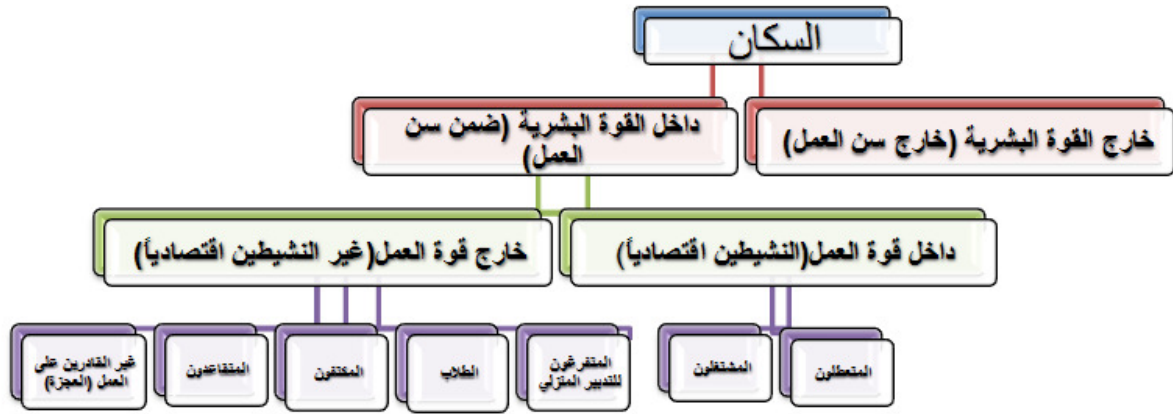 السكان
خارج القوة البشرية (خارج سن العمل)
داخل القوة البشرية (ضمن سن
العمل)
داخل قوة العمل(النشيطين اقتصادياً)
خارج قوة العمل(غير النشيطين اقتصادياً)
المتعطلون
المشتغلون
المتفرغون
للتدبير المنزلي
الطلاب
المكتفون
المتقاعدون
غير القادرين على
العمل (العجزة)